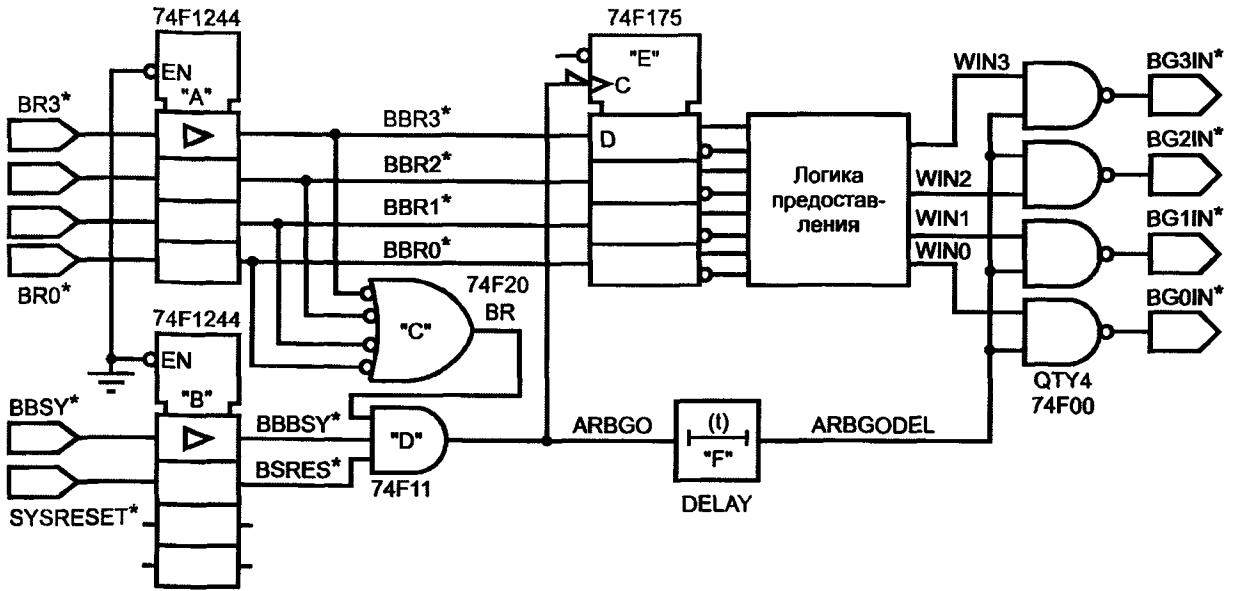 74F1244
74F175
EN
"A"
"E"
C
BR3*
BBR3*
D
BBR2*
BBR1*
BBR0*
BR0*
Логика
предостав-
ления
WIN3
WIN2
WIN1
WIN0
BG3IN*
BG2IN*
BG1IN*
BG0IN*
QTY4
74F00
74F20
BR
"C"
74F1244
EN
"B"
BBSY*
BBBSY*
"D"
BSRES*
74F11
SYSRESET*
ARBGO
(t)
"F"
DELAY
ARBGODEL